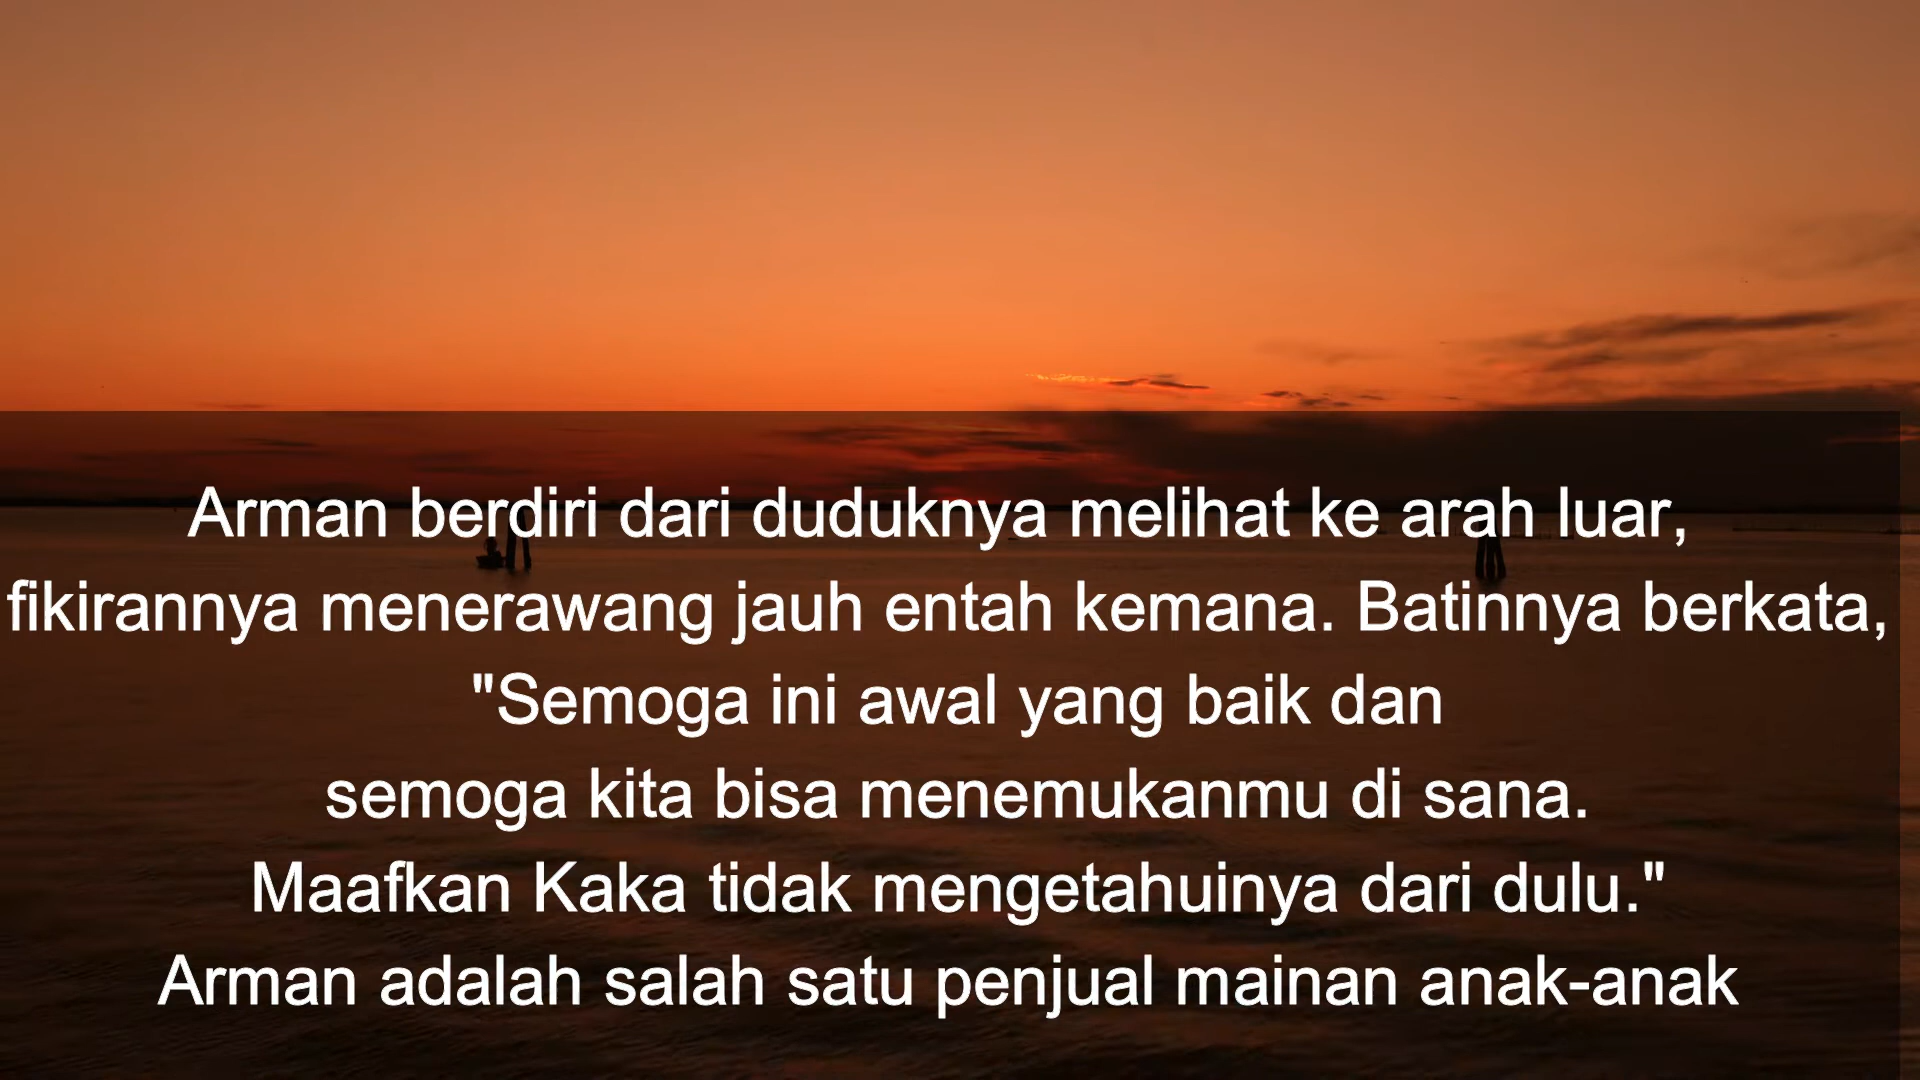 Arman berdiri dari duduknya melihat ke arah luar,
fikirannya menerawang jauh entah kemana. Batinnya berkata,
"Semoga ini awal yang baik dan
semoga kita bisa menemukanmu di sana.
Maafkan Kaka tidak mengetahuinya dari dulu."
Arman adalah salah satu penjual mainan anak-anak